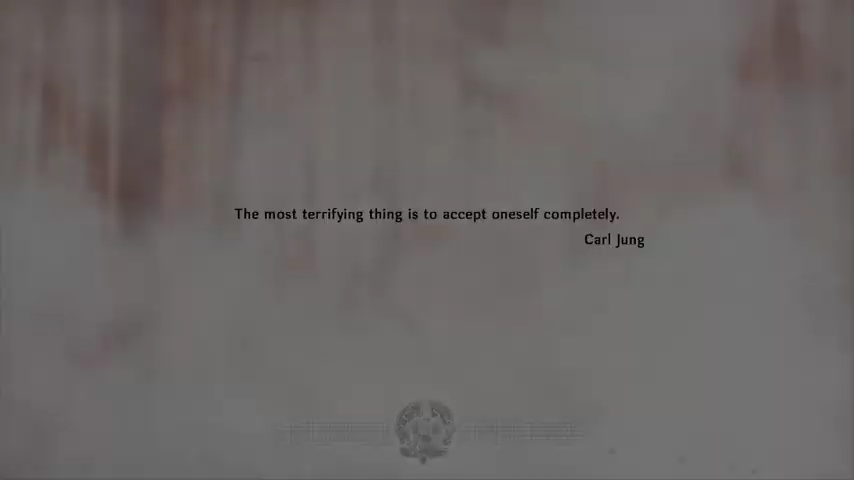 The most terrifying thing is to accept oneself completely.
Carl Jung